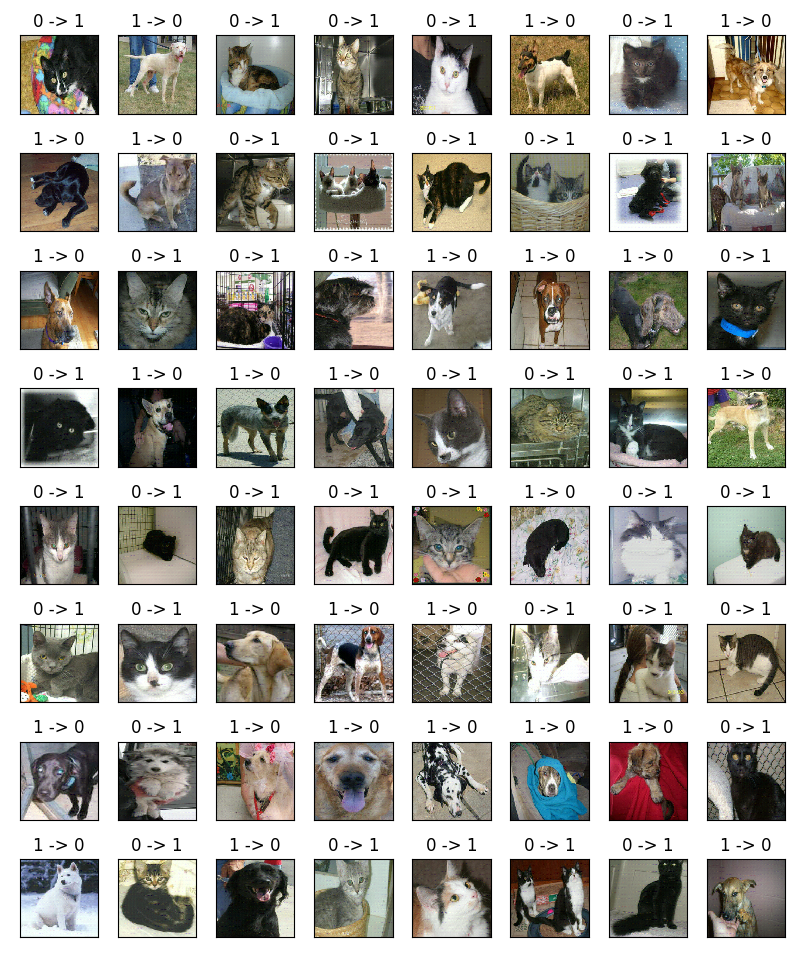 0 -> 1 1 -> 0 0 -> 1 0 -> 1 0 -> 1 1 -> 0 0 -> 1 1 -> 0
1 -> 0 1 -> 0 0 -> 1 0 -> 1 0 -> 1 0 -> 1 0 -> 1 1 -> 0
1 -> 0 0 -> 1 0 -> 1 0 -> 1 1 -> 0 1 -> 0 1 -> 0 0 -> 1
0 -> 1 1 -> 0 1 -> 0 1 -> 0 0 -> 1 0 -> 1 0 -> 1 1 -> 0
0 -> 1 0 -> 1 0 -> 1 0 -> 1 0 -> 1 1 -> 0 0 -> 1 0 -> 1
0 -> 1 0 -> 1 1 -> 0 1 -> 0 1 -> 0 0 -> 1 0 -> 1 0 -> 1
1 -> 0 0 -> 1 1 -> 0 1 -> 0 1 -> 0 1 -> 0 1 -> 0 0 -> 1
1 -> 0 0 -> 1 1 -> 0 0 -> 1 0 -> 1 0 -> 1 0 -> 1 1 -> 0